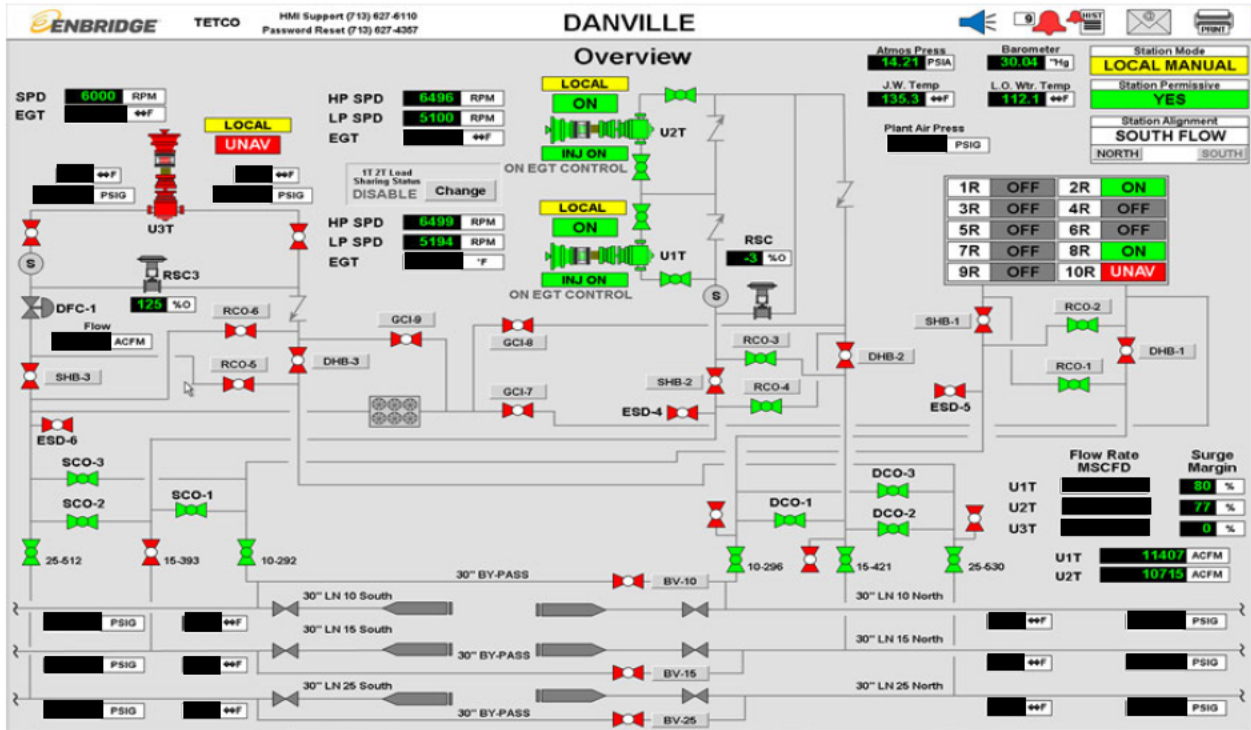 ENBRIDGE
TETCO
HMI Support (713) 627-6110
Password Reset (713) 627-4357
DANVILLE
9
HIST
@
PRINT
Overview
Atmos Press
14.21 PSIA
Barometer
30.04 "Hg
Station Mode
LOCAL MANUAL
J.W. Temp
135.3 °F
L.O. Wtr. Temp
112.1 °F
Station Permissive
YES
Plant Air Press
PSIG
Station Alignment
SOUTH FLOW
NORTH SOUTH
SPD 6000 RPM
EGT F
LOCAL
UNAV
F
PSIG
F
PSIG
U3T
HP SPD 6496 RPM
LP SPD 5100 RPM
EGT F
LOCAL
ON
U2T
INJ ON
ON EGT CONTROL
1T 2T Load
Sharing Status
DISABLE
Change
HP SPD 6499 RPM
LP SPD 5194 RPM
EGT °F
LOCAL
ON
U1T
INJ ON
ON EGT CONTROL
RSC
-3 %O
1R OFF 2R ON
3R OFF 4R OFF
5R OFF 6R OFF
7R OFF 8R ON
9R OFF 10R UNAV
S
S
RSC3
125 %O
DFC-1
Flow
ACFM
RCO-6
RCO-5
DHB-3
SHB-3
GCI-9
GCI-8
GCI-7
RCO-3
RCO-4
SHB-2
DHB-2
ESD-4
SHB-1
RCO-2
RCO-1
DHB-1
ESD-5
ESD-6
SCO-3
SCO-2
SCO-1
DCO-3
DCO-1
DCO-2
Flow Rate
MSCFD
Surge
Margin
U1T 80 %
U2T 77 %
U3T 0 %
U1T 11407 ACFM
U2T 10715 ACFM
25-512
15-393
10-292
10-296
15-421
25-530
30" BY-PASS
BV-10
30" LN 10 South
30" LN 10 North
PSIG F F PSIG
30" LN 15 South
30" LN 15 North
30" BY-PASS
BV-15
PSIG F F PSIG
30" LN 25 South
30" LN 25 North
30" BY-PASS
BV-25
PSIG F F PSIG